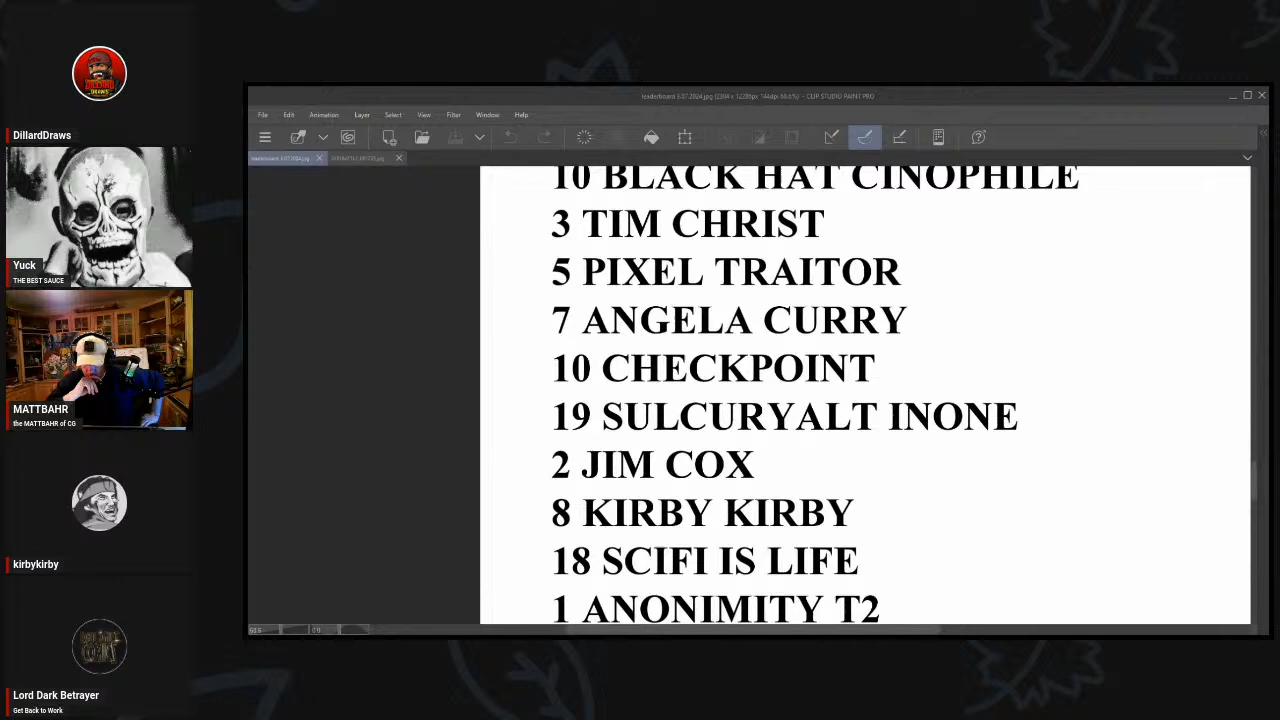 DillardDraws
Yuck
THE BEST SAUCE
MATTBAHR
the MATTBAHR of CG
kirbykirby
Lord Dark Betrayer
Get Back to Work
File Edit Animation Layer Select View Filter Window Help
10 BLACK HAT CINOPHILE
3 TIM CHRIST
5 PIXEL TRAITOR
7 ANGELA CURRY
10 CHECKPOINT
19 SULCURYALT INONE
2 JIM COX
8 KIRBY KIRBY
18 SCIFI IS LIFE
1 ANONIMITY T2